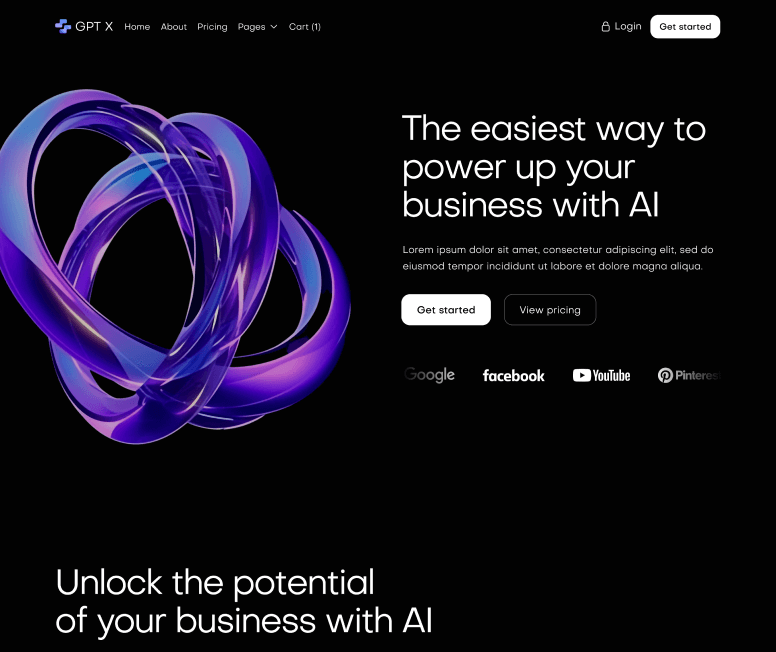 GPT X
Home About Pricing Pages Cart (1)
Login Get started
The easiest way to
power up your
business with AI
Lorem ipsum dolor sit amet, consectetur adipiscing elit, sed do
eiusmod tempor incididunt ut labore et dolore magna aliqua.
Get started View pricing
Google facebook YouTube Pinteres
Unlock the potential
of your business with AI